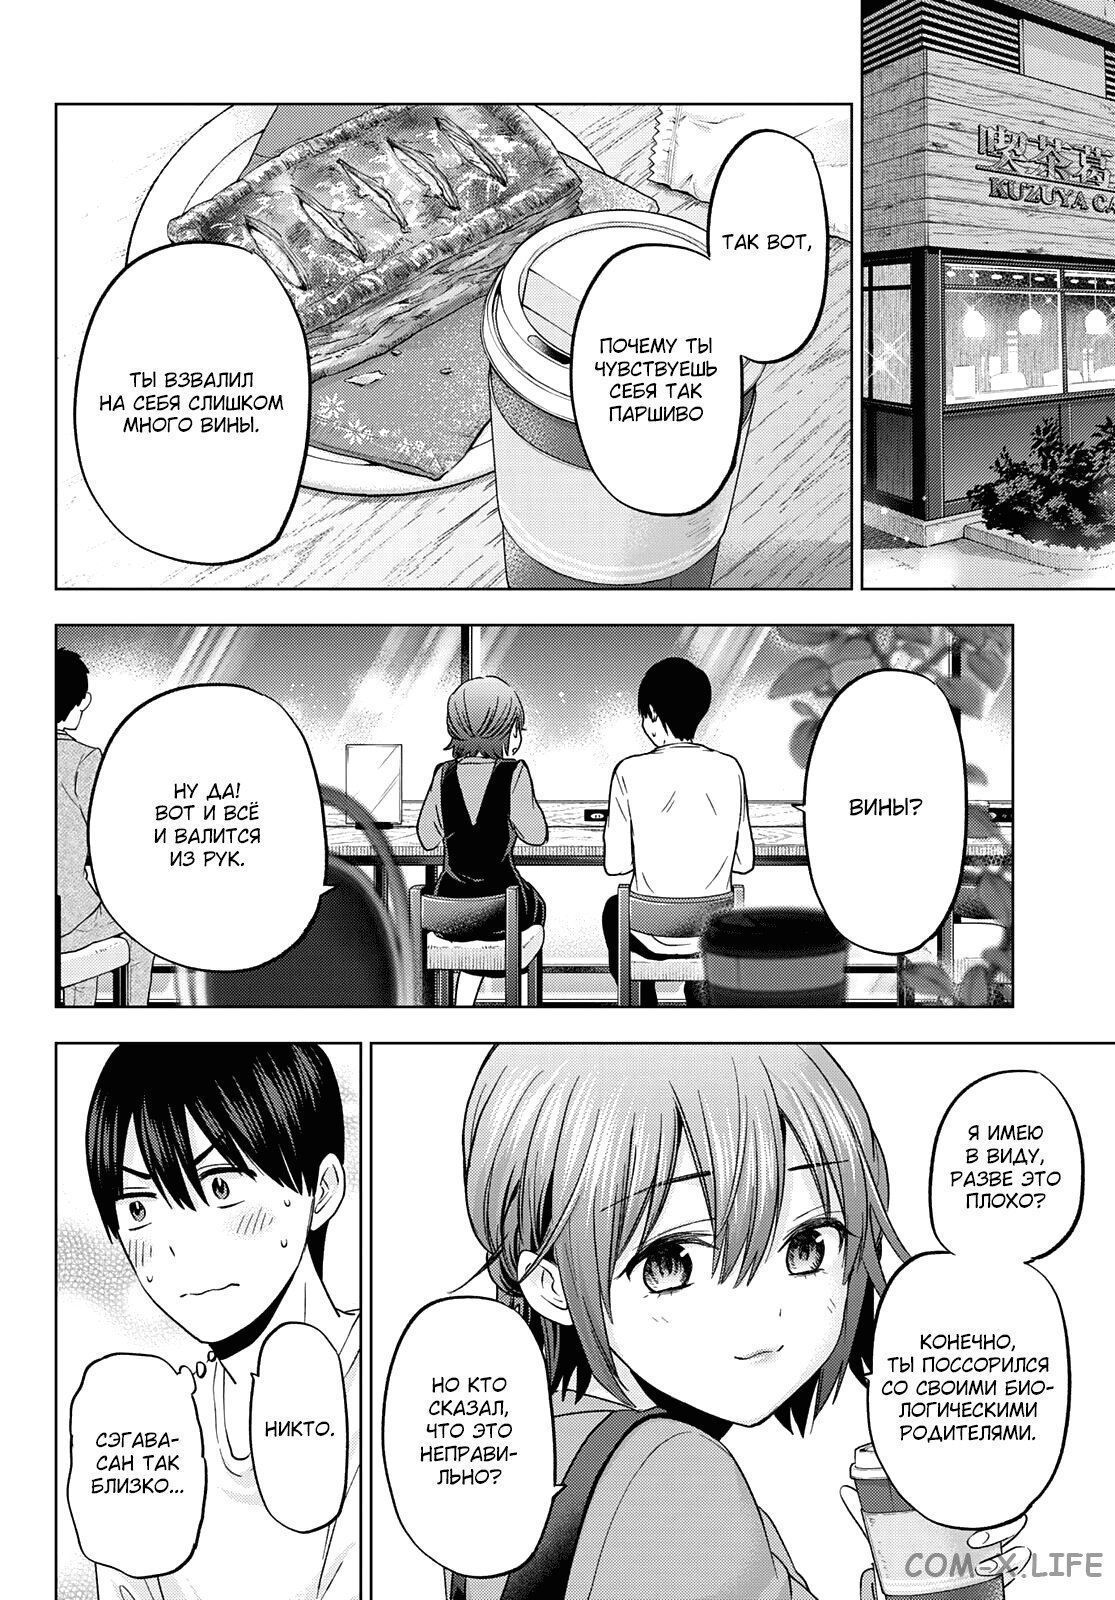 喫茶葛
KUZUYA CA
ТАК ВОТ,
ПОЧЕМУ ТЫ
ЧУВСТВУЕШЬ
СЕБЯ ТАК
ПАРШИВО
ТЫ ВЗВАЛИЛ
НА СЕБЯ СЛИШКОМ
МНОГО ВИНЫ.
ВИНЫ?
НУ ДА!
ВОТ И ВСЁ
И ВАЛИТСЯ
ИЗ РУК.
Я ИМЕЮ
В ВИДУ,
РАЗВЕ ЭТО
ПЛОХО?
КОНЕЧНО,
ТЫ ПОССОРИЛСЯ
СО СВОИМИ БИО-
ЛОГИЧЕСКИМИ
РОДИТЕЛЯМИ.
НО КТО
СКАЗАЛ,
ЧТО ЭТО
НЕПРАВИ-
ЛЬНО?
НИКТО.
СЭГАВА-
САН ТАК
БЛИЗКО...
COM-X.LIFE